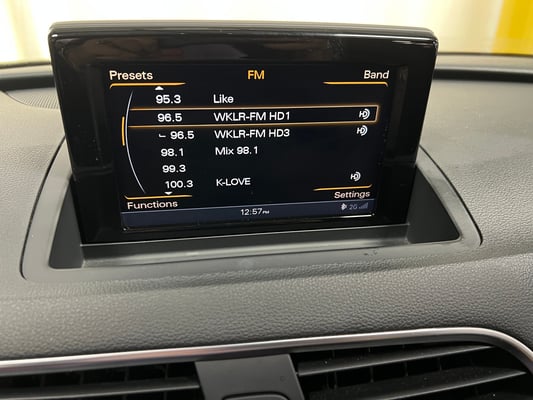 Presets FM Band
95.3 Like
96.5 WKLR-FM HD1
96.5 WKLR-FM HD3
98.1 Mix 98.1
99.3
100.3 K-LOVE
Functions Settings
12:57PM 2G